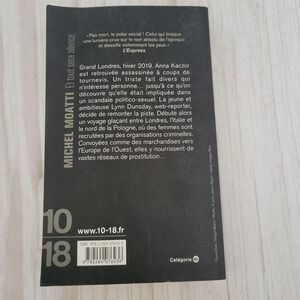 «Pas mort, le polar social ! Celui qui braque
une lumière crue sur le noir absolu de l'époque
et dessille violemment les yeux.»
L'Express
Grand Londres, hiver 2019. Anna Kaczor
est retrouvée assassinée à coups de
tournevis. Un triste fait divers qui
n'intéresse personne... jusqu'à ce qu'on
découvre qu'elle était impliquée dans
un scandale politico-sexuel. La jeune et
ambitieuse Lynn Dunsday, web-reporter,
décide de remonter la piste. Débute alors
un voyage glaçant entre Londres, l'Italie et
le nord de la Pologne, où des femmes sont
recrutées par des organisations criminelles.
Convoyées comme des marchandises vers
l'Europe de l'Ouest, elles y nourrissent de
vastes réseaux de prostitution...
MICHEL MOATTI Et tout sera silence
10
18
www.10-18.fr
Catégorie